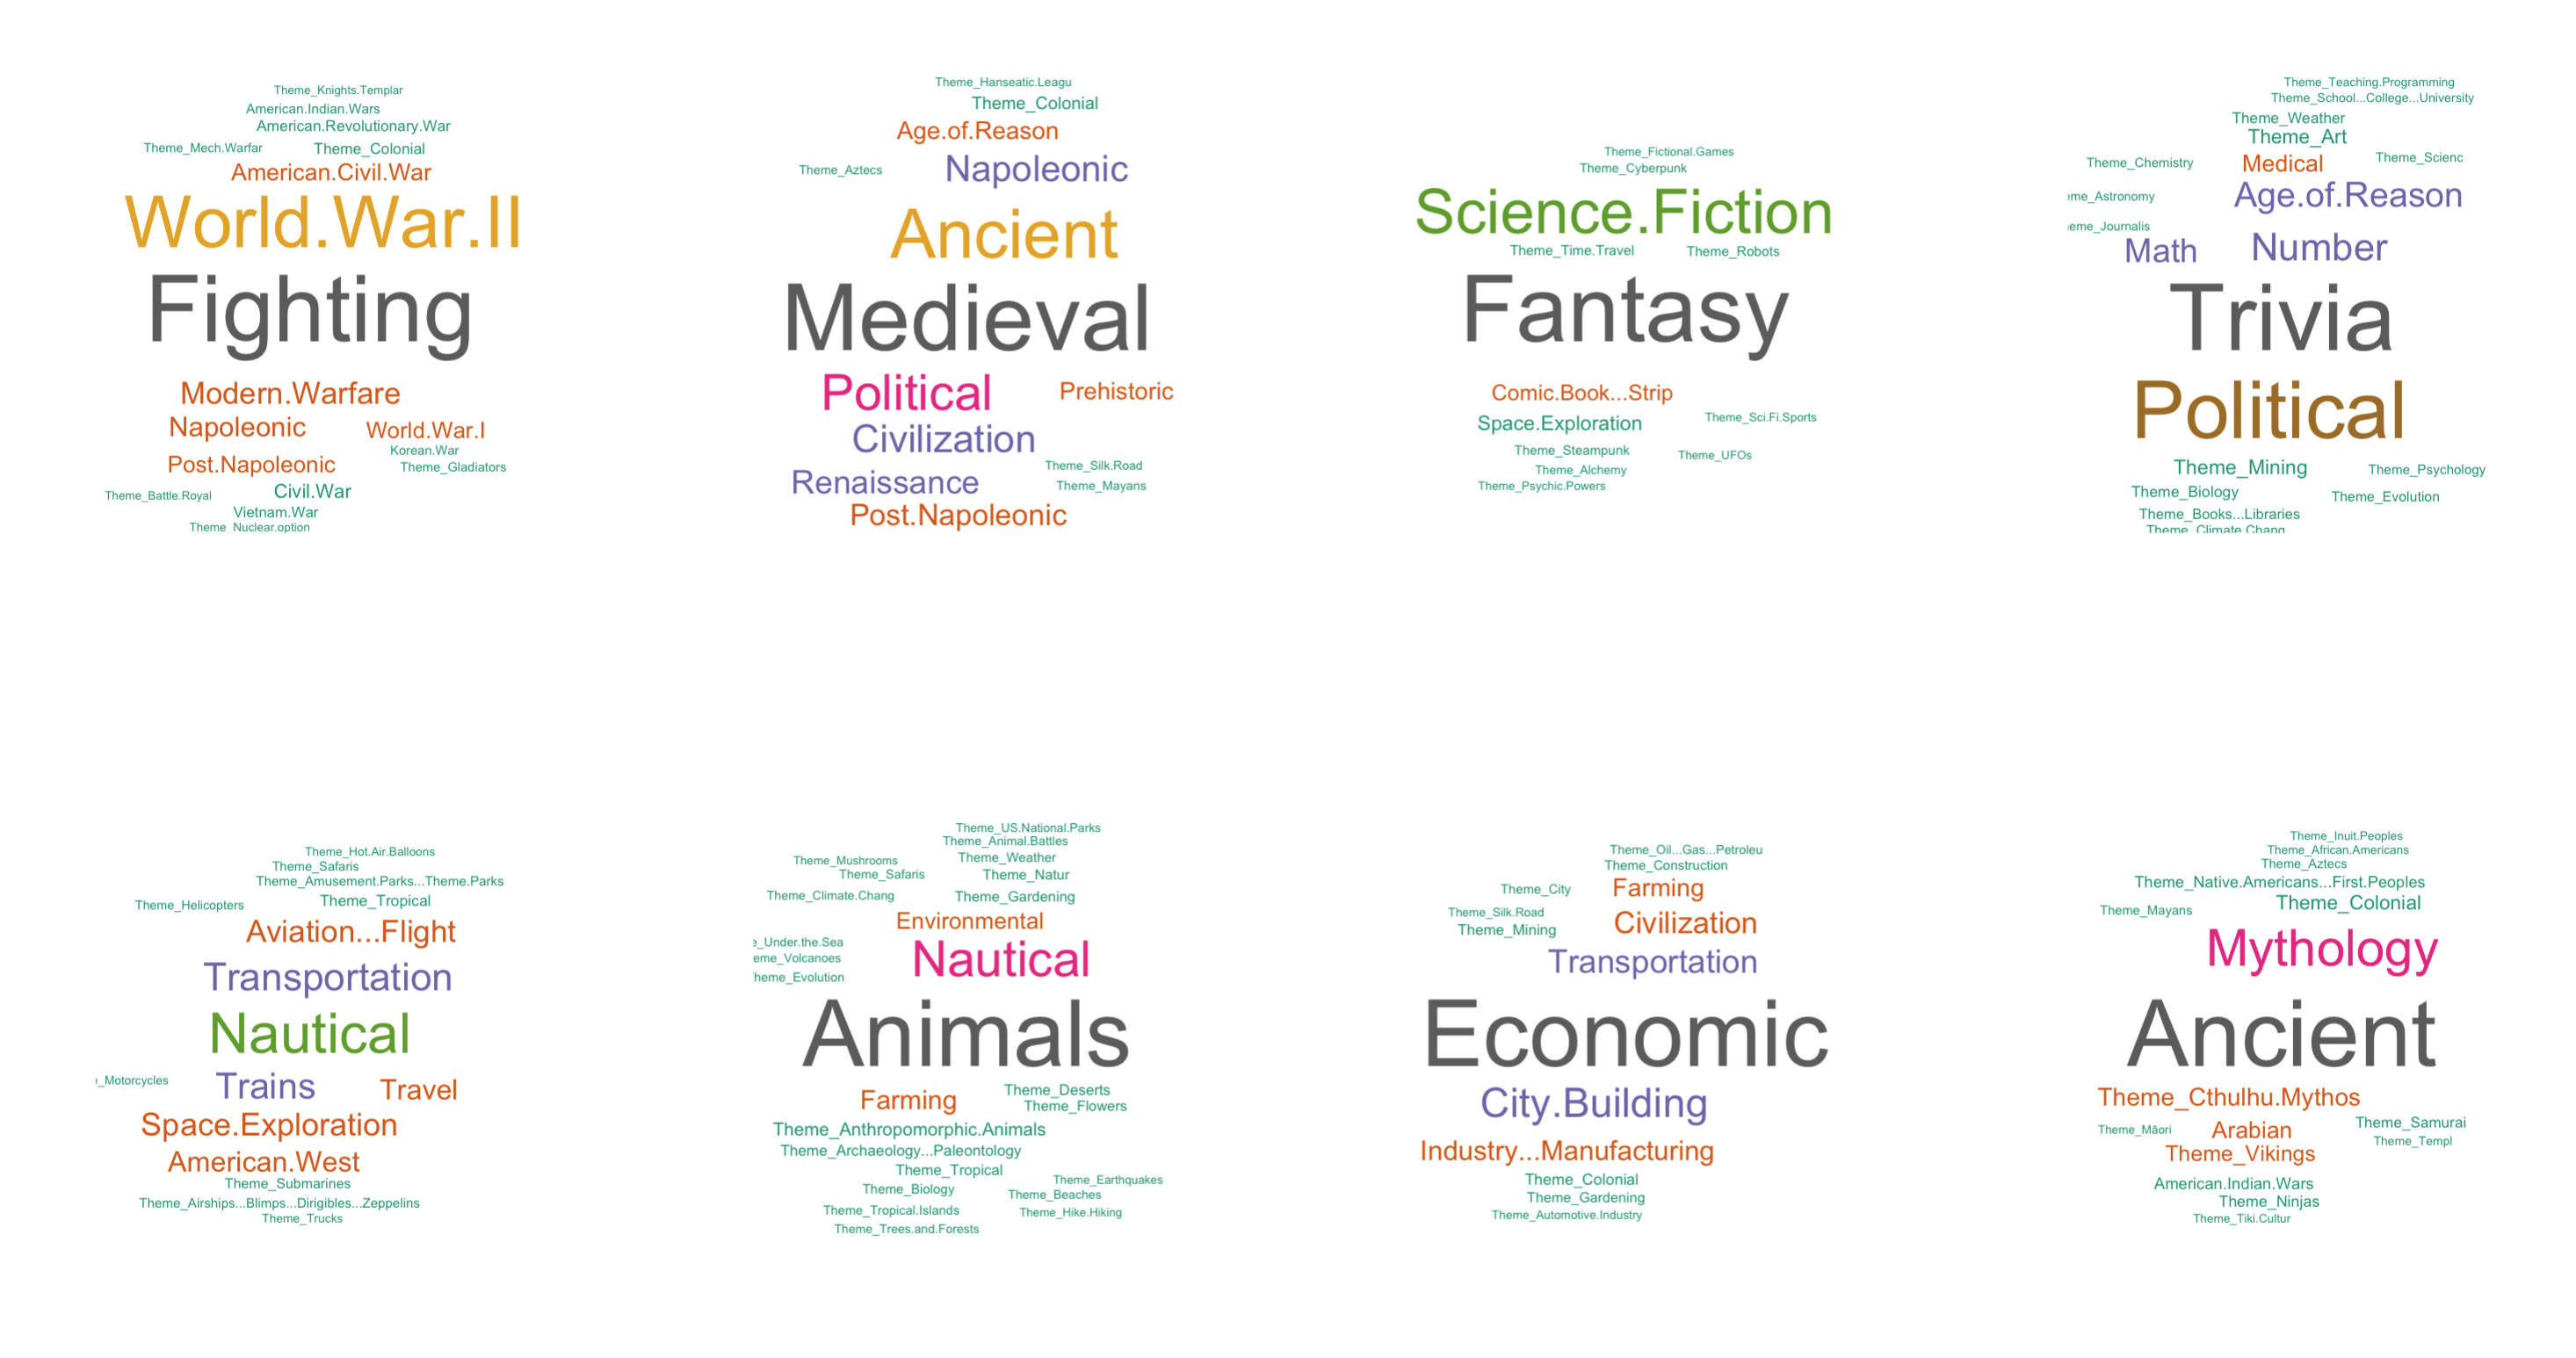 Theme_Knights.Templar
American.Indian.Wars
American.Revolutionary.War
Theme_Mech.Warfar Theme_Colonial
American.Civil.War
World.War.II
Fighting
Modern.Warfare
Napoleonic World.War.I
Korean.War
Post.Napoleonic Theme_Gladiators
Theme_Battle.Royal Civil.War
Vietnam.War
Theme_Nuclear.option
Theme_Hanseatic.Leagu
Theme_Colonial
Age.of.Reason
Theme_Aztecs Napoleonic
Ancient
Medieval
Political Prehistoric
Civilization
Theme_Silk.Road
Renaissance Theme_Mayans
Post.Napoleonic
Theme_Fictional.Games
Theme_Cyberpunk
Science.Fiction
Theme_Time.Travel Theme_Robots
Fantasy
Comic.Book...Strip
Space.Exploration Theme_Sci.Fi.Sports
Theme_Steampunk Theme_UFOs
Theme_Alchemy
Theme_Psychic.Powers
Theme_Teaching.Programming
Theme_School...College...University
Theme_Weather
Theme_Art
Theme_Chemistry Medical Theme_Scienc
eme_Astronomy Age.of.Reason
eme_Journalis
Math Number
Trivia
Political
Theme_Mining Theme_Psychology
Theme_Biology Theme_Evolution
Theme_Books...Libraries
Theme_Climate.Chang
Theme_Hot.Air.Balloons
Theme_Safaris
Theme_Amusement.Parks...Theme.Parks
Theme_Helicopters Theme_Tropical
Aviation...Flight
Transportation
Nautical
_Motorcycles Trains Travel
Space.Exploration
American.West
Theme_Submarines
Theme_Airships...Blimps...Dirigibles...Zeppelins
Theme_Trucks
Theme_US.National.Parks
Theme_Animal.Battles
Theme_Mushrooms Theme_Weather
Theme_Safaris Theme_Natur
Theme_Climate.Chang Theme_Gardening
Environmental
e_Under.the.Sea Nautical
eme_Volcanoes
heme_Evolution
Animals
Farming Theme_Deserts
Theme_Flowers
Theme_Anthropomorphic.Animals
Theme_Archaeology...Paleontology
Theme_Tropical
Theme_Biology Theme_Earthquakes
Theme_Beaches
Theme_Tropical.Islands Theme_Hike.Hiking
Theme_Trees.and.Forests
Theme_Oil...Gas...Petroleu
Theme_Construction
Theme_City Farming
Theme_Silk.Road Civilization
Theme_Mining
Transportation
Economic
City.Building
Industry...Manufacturing
Theme_Colonial
Theme_Gardening
Theme_Automotive.Industry
Theme_Inuit.Peoples
Theme_African.Americans
Theme_Aztecs
Theme_Native.Americans...First.Peoples
Theme_Mayans Theme_Colonial
Mythology
Ancient
Theme_Cthulhu.Mythos
Theme_Māori Arabian Theme_Samurai
Theme_Vikings Theme_Templ
American.Indian.Wars
Theme_Ninjas
Theme_Tiki.Cultur